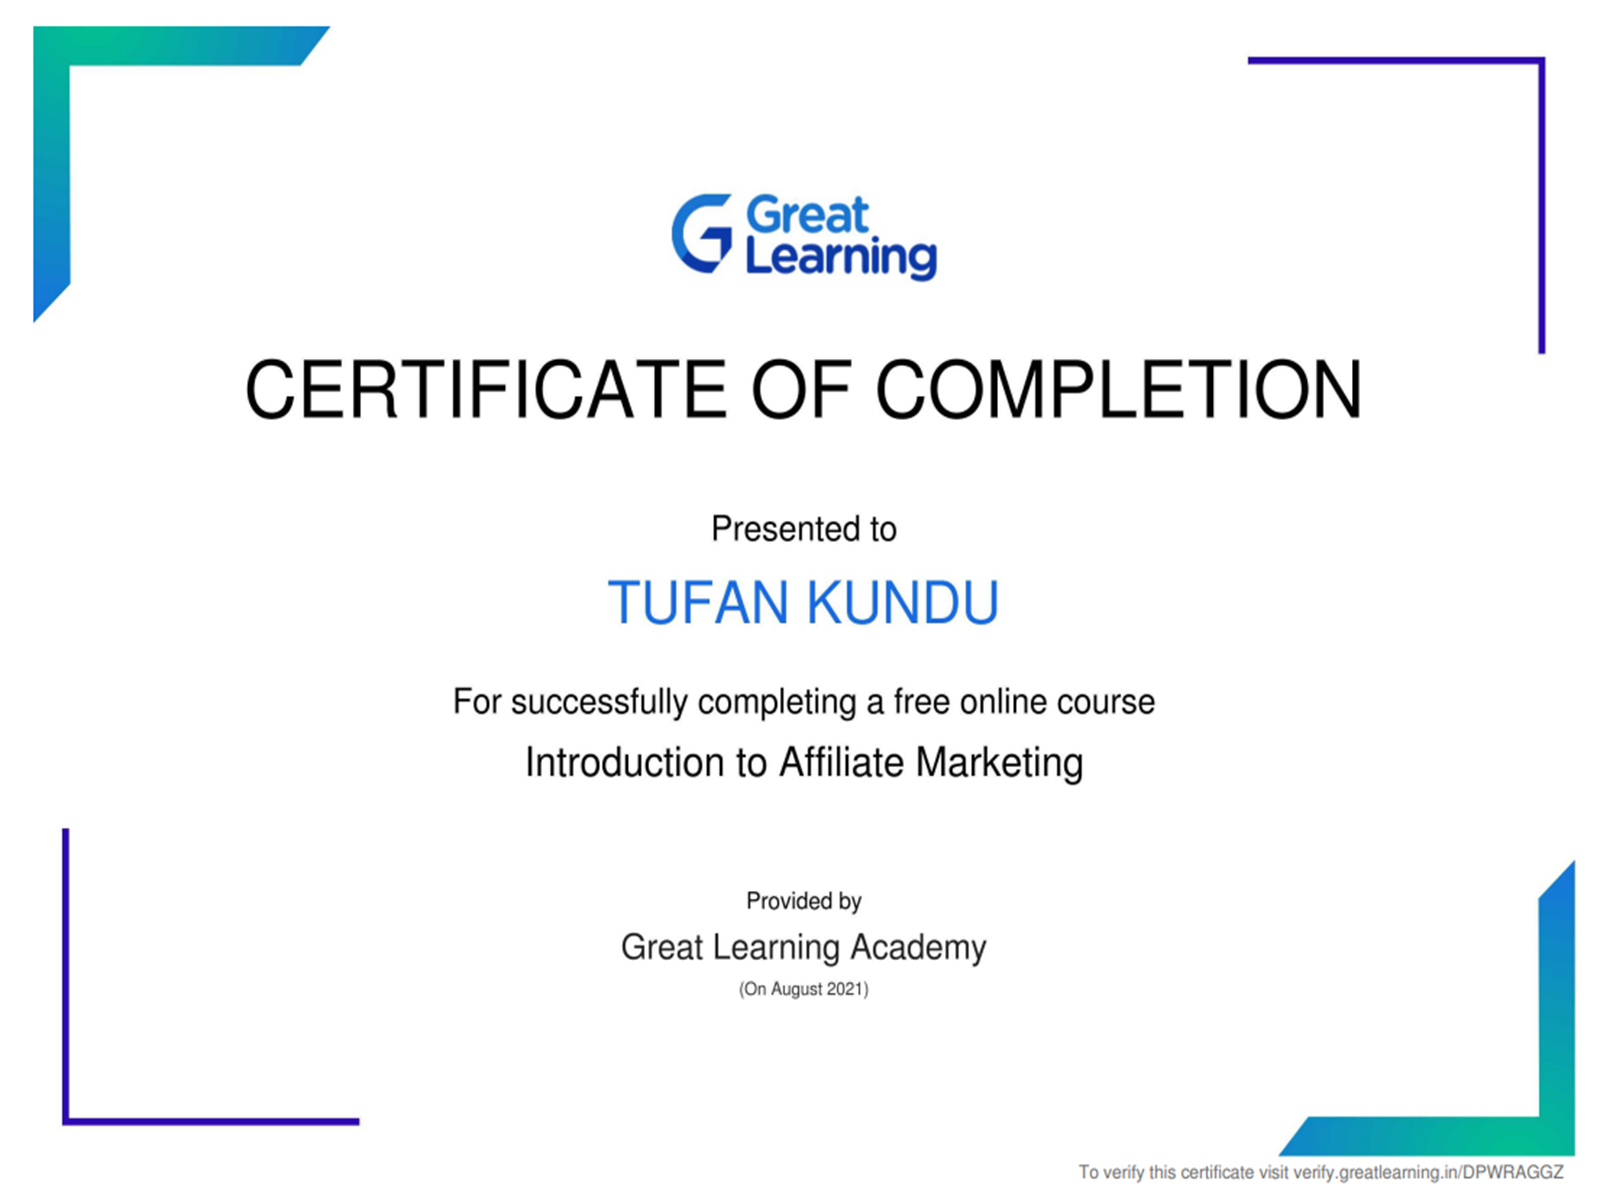 Great
Learning
CERTIFICATE OF COMPLETION
Presented to
TUFAN KUNDU
For successfully completing a free online course
Introduction to Affiliate Marketing
Provided by
Great Learning Academy
(On August 2021)
To verify this certificate visit verify.greatlearning.in/DPWRAGGZ